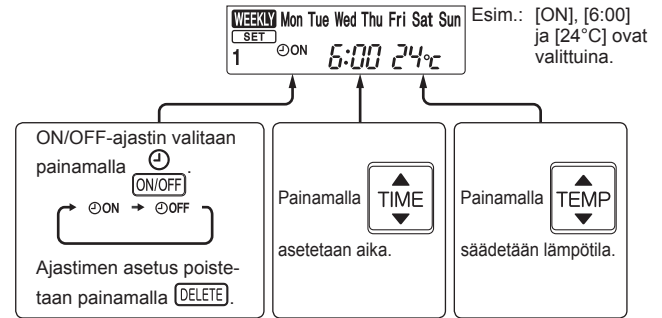 WEEKLY Mon Tue Wed Thu Fri Sat Sun
SET
1 ON 6:00 24°C
Esim.: [ON], [6:00]
ja [24°C] ovat
valittuina.
ON/OFF-ajastin valitaan
painamalla
ON/OFF.
ON → OFF
Ajastimen asetus poiste-
taan painamalla DELETE.
Painamalla TIME
asetetaan aika.
Painamalla TEMP
säädetään lämpötila.